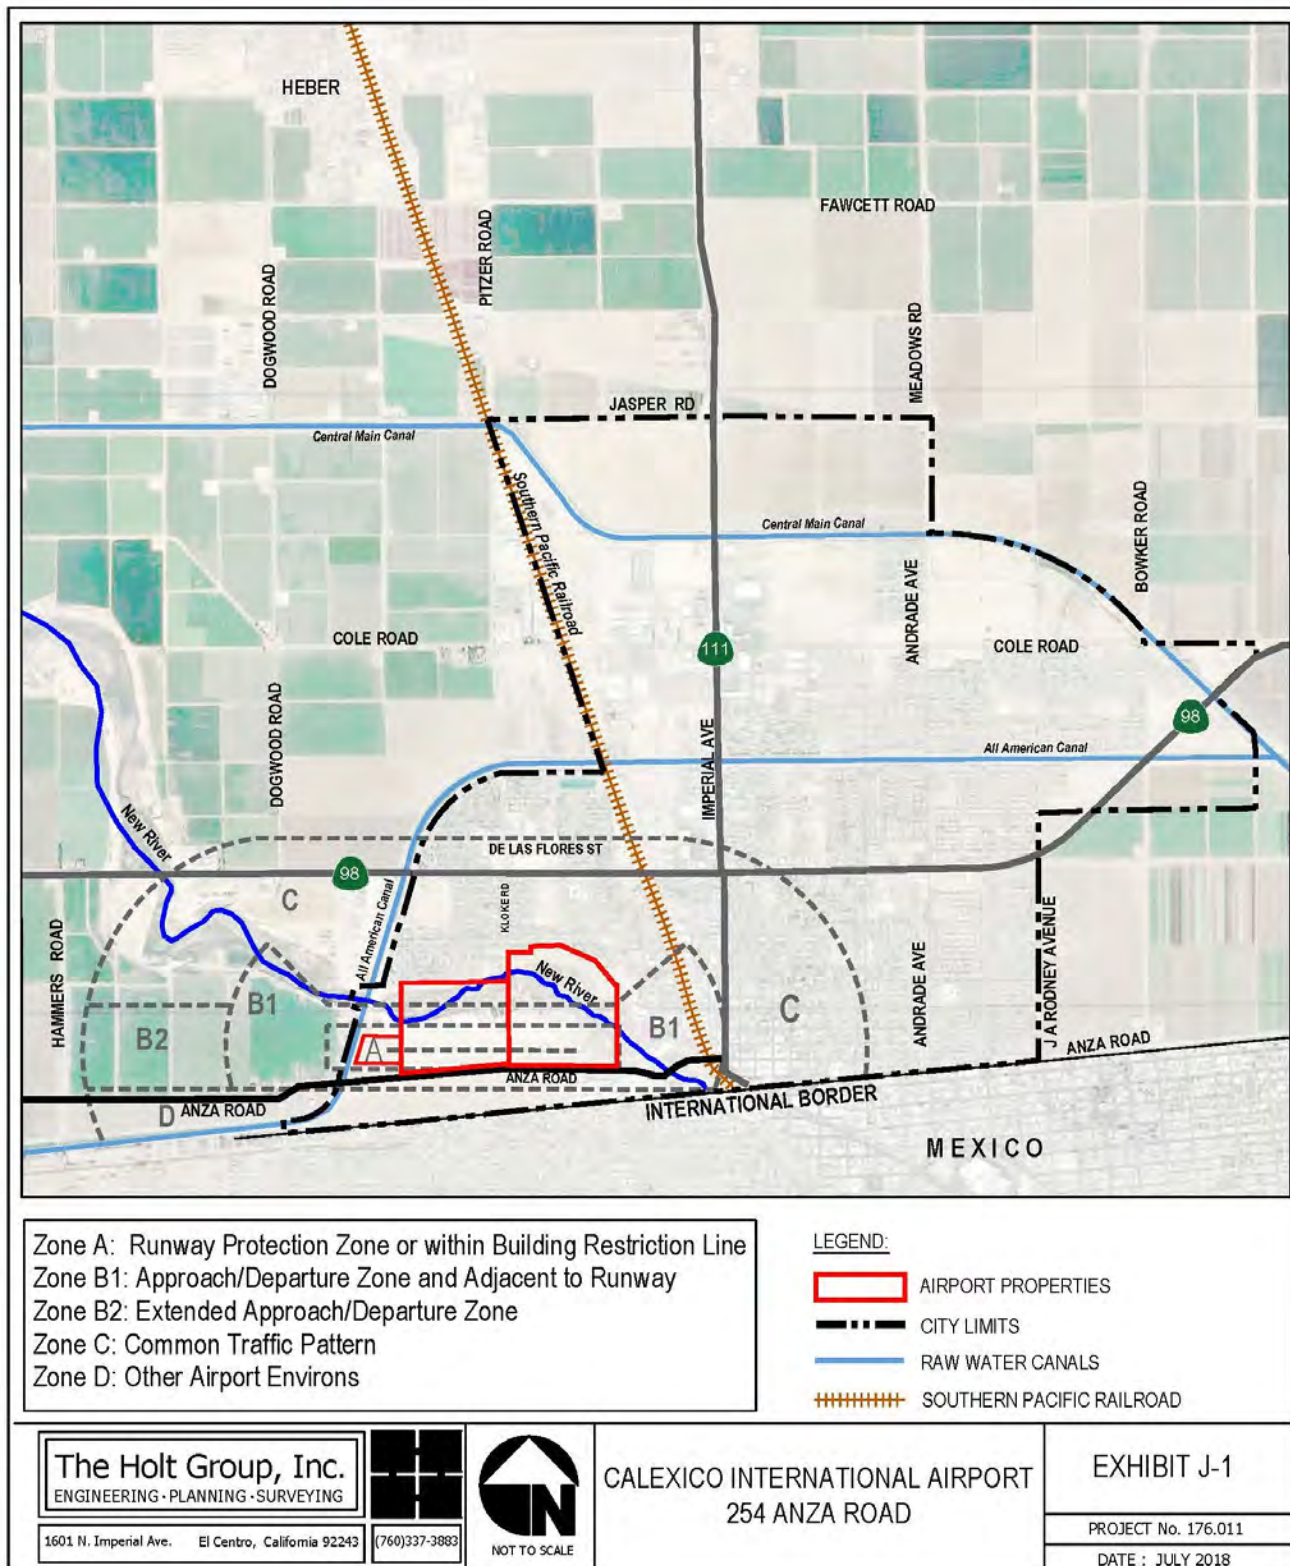 HEBER
FAWCETT ROAD
PITZER ROAD
DOGWOOD ROAD
MEADOWS RD
JASPER RD
Central Main Canal
Southern Pacific Railroad
Central Main Canal
BOWKER ROAD
ANDRADE AVE
COLE ROAD
111
COLE ROAD
DOGWOOD ROAD
IMPERIAL AVE
98
All American Canal
New River
DE LAS FLORES ST
98
C
KLOKERD
All American Canal
HAMMERS ROAD
B1
New River
C
ANDRADE AVE
J A RODNEY AVENUE
B2
B1
A
ANZA ROAD
ANZA ROAD
D
ANZA ROAD
INTERNATIONAL BORDER
MEXICO
Zone A: Runway Protection Zone or within Building Restriction Line
Zone B1: Approach/Departure Zone and Adjacent to Runway
Zone B2: Extended Approach/Departure Zone
Zone C: Common Traffic Pattern
Zone D: Other Airport Environs
LEGEND:
AIRPORT PROPERTIES
CITY LIMITS
RAW WATER CANALS
SOUTHERN PACIFIC RAILROAD
The Holt Group, Inc.
ENGINEERING·PLANNING·SURVEYING
1601 N. Imperial Ave. El Centro, California 92243
(760)337-3883
N
NOT TO SCALE
CALEXICO INTERNATIONAL AIRPORT
254 ANZA ROAD
EXHIBIT J-1
PROJECT No. 176.011
DATE : JULY 2018